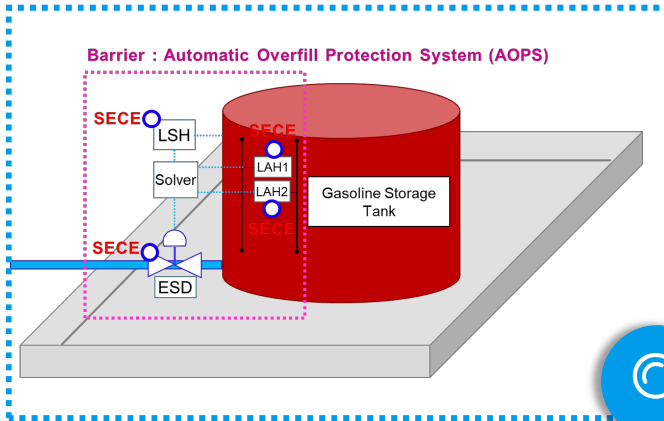 Barrier : Automatic Overfill Protection System (AOPS)
SECE
LSH
SECE
LAH1
Solver
LAH2
Gasoline Storage
Tank
SECE
SECE
ESD